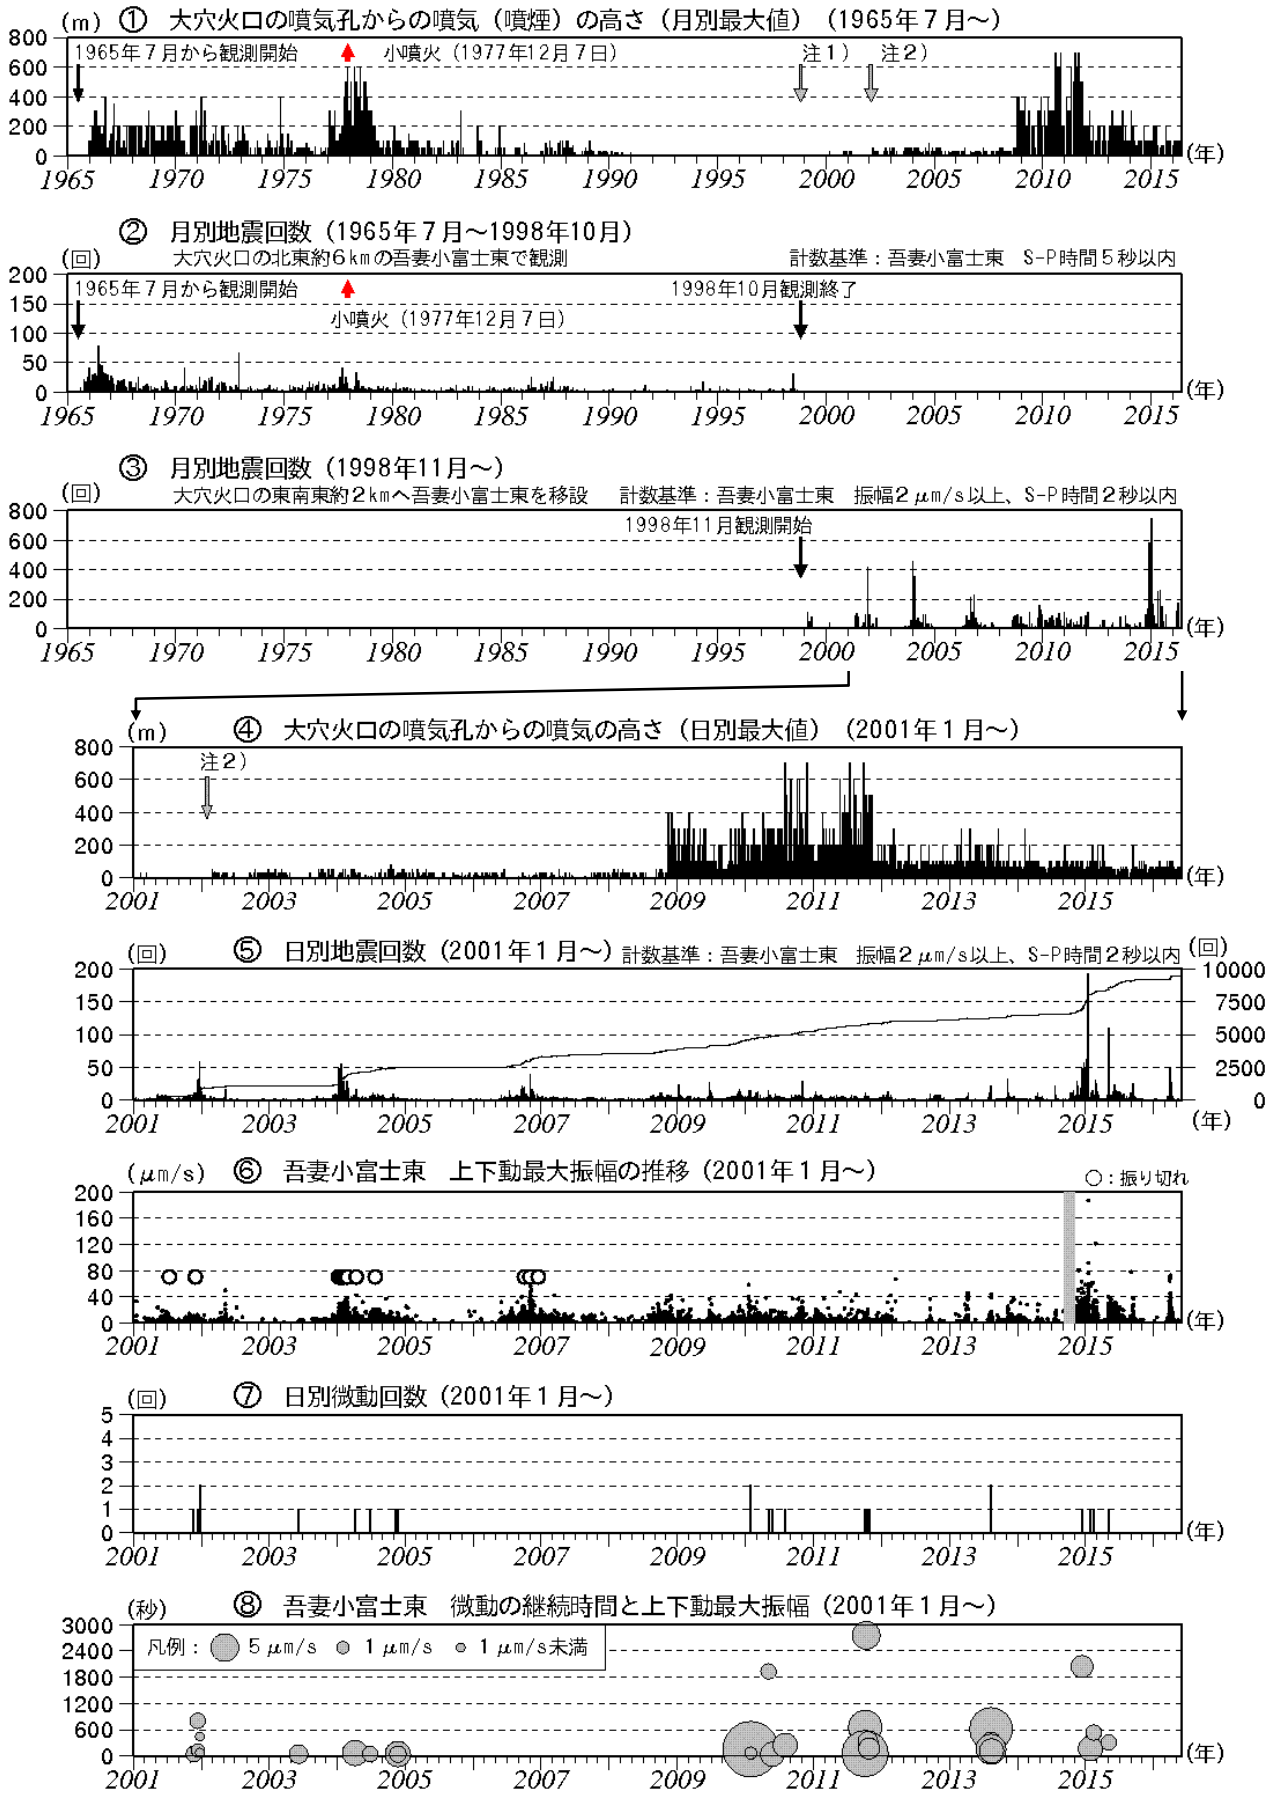 (m) ① 大穴火口の噴気孔からの噴気（噴煙）の高さ（月別最大値）（1965年７月～）
800
1965年７月から観測開始 小噴火（1977年12月７日） 注１） 注２）
600
400
200
0 (年)
1965 1970 1975 1980 1985 1990 1995 2000 2005 2010 2015
② 月別地震回数（1965年７月～1998年10月）
(回) 大穴火口の北東約６kmの吾妻小富士東で観測 計数基準：吾妻小富士東 S-P時間５秒以内
200
1965年７月から観測開始 1998年10月観測終了
150
小噴火（1977年12月７日）
100
50
0 (年)
1965 1970 1975 1980 1985 1990 1995 2000 2005 2010 2015
③ 月別地震回数（1998年11月～）
(回) 大穴火口の東南東約２kmへ吾妻小富士東を移設 計数基準：吾妻小富士東 振幅２μm/s以上、S-P時間２秒以内
800
1998年11月観測開始
600
400
200
0 (年)
1965 1970 1975 1980 1985 1990 1995 2000 2005 2010 2015
(m) ④ 大穴火口の噴気孔からの噴気の高さ（日別最大値）（2001年１月～）
800
注２）
600
400
200
0 (年)
2001 2003 2005 2007 2009 2011 2013 2015
(回) ⑤ 日別地震回数（2001年１月～） 計数基準：吾妻小富士東 振幅２μm/s以上、S-P時間２秒以内 (回)
200 10000
150 7500
100 5000
50 2500
0 0
2001 2003 2005 2007 2009 2011 2013 2015 (年)
(μm/s) ⑥ 吾妻小富士東 上下動最大振幅の推移（2001年１月～） ○：振り切れ
200
160
120
80
40
0 (年)
2001 2003 2005 2007 2009 2011 2013 2015
(回) ⑦ 日別微動回数（2001年１月～）
5
4
3
2
1
0 (年)
2001 2003 2005 2007 2009 2011 2013 2015
(秒) ⑧ 吾妻小富士東 微動の継続時間と上下動最大振幅（2001年１月～）
3000
凡例： 5 μm/s 1 μm/s 1 μm/s未満
2400
1800
1200
600
0 (年)
2001 2003 2005 2007 2009 2011 2013 2015